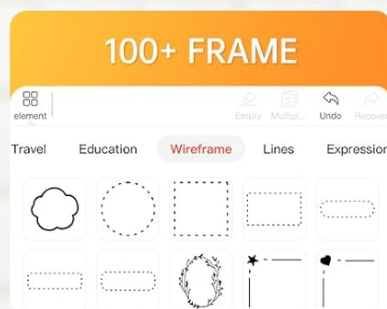 100+ FRAME
element
Empty Multipl... Undo Recover
Travel Education Wireframe Lines Expression